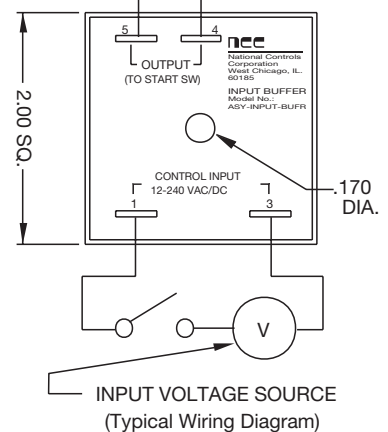 5 4
ncc
National Controls
Corporation
West Chicago, IL.
60185
OUTPUT
(TO START SW)
INPUT BUFFER
Model No.:
ASY-INPUT-BUFR
2.00 SQ.
CONTROL INPUT
12-240 VAC/DC
1 3
.170
DIA.
V
INPUT VOLTAGE SOURCE
(Typical Wiring Diagram)